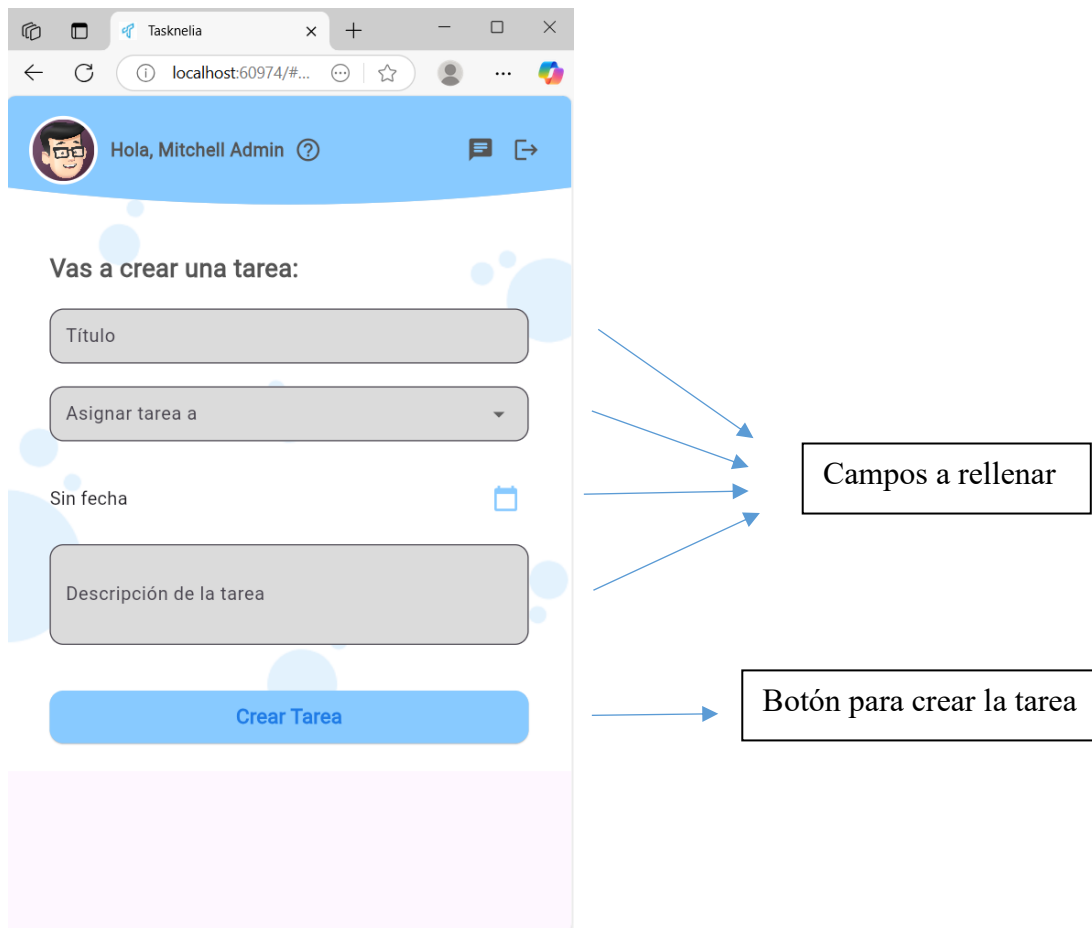 Tasknelia
localhost:60974/#...
Hola, Mitchell Admin
Vas a crear una tarea:
Título
Asignar tarea a
Sin fecha
Descripción de la tarea
Crear Tarea
Campos a rellenar
Botón para crear la tarea